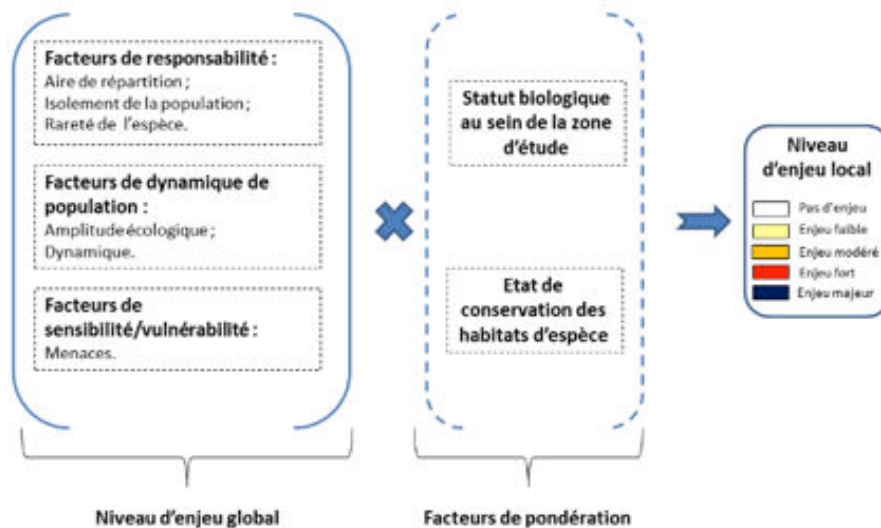 Facteurs de responsabilité :
Aire de répartition ;
Isolement de la population ;
Rareté de l'espèce.
Facteurs de dynamique de
population :
Amplitude écologique ;
Dynamique.
Facteurs de
sensibilité/vulnérabilité :
Menaces.
Niveau d'enjeu global
Statut biologique
au sein de la zone
d'étude
Etat de
conservation des
habitats d'espèce
Facteurs de pondération
Niveau
d'enjeu local
Pas d'enjeu
Enjeu faible
Enjeu modéré
Enjeu fort
Enjeu majeur